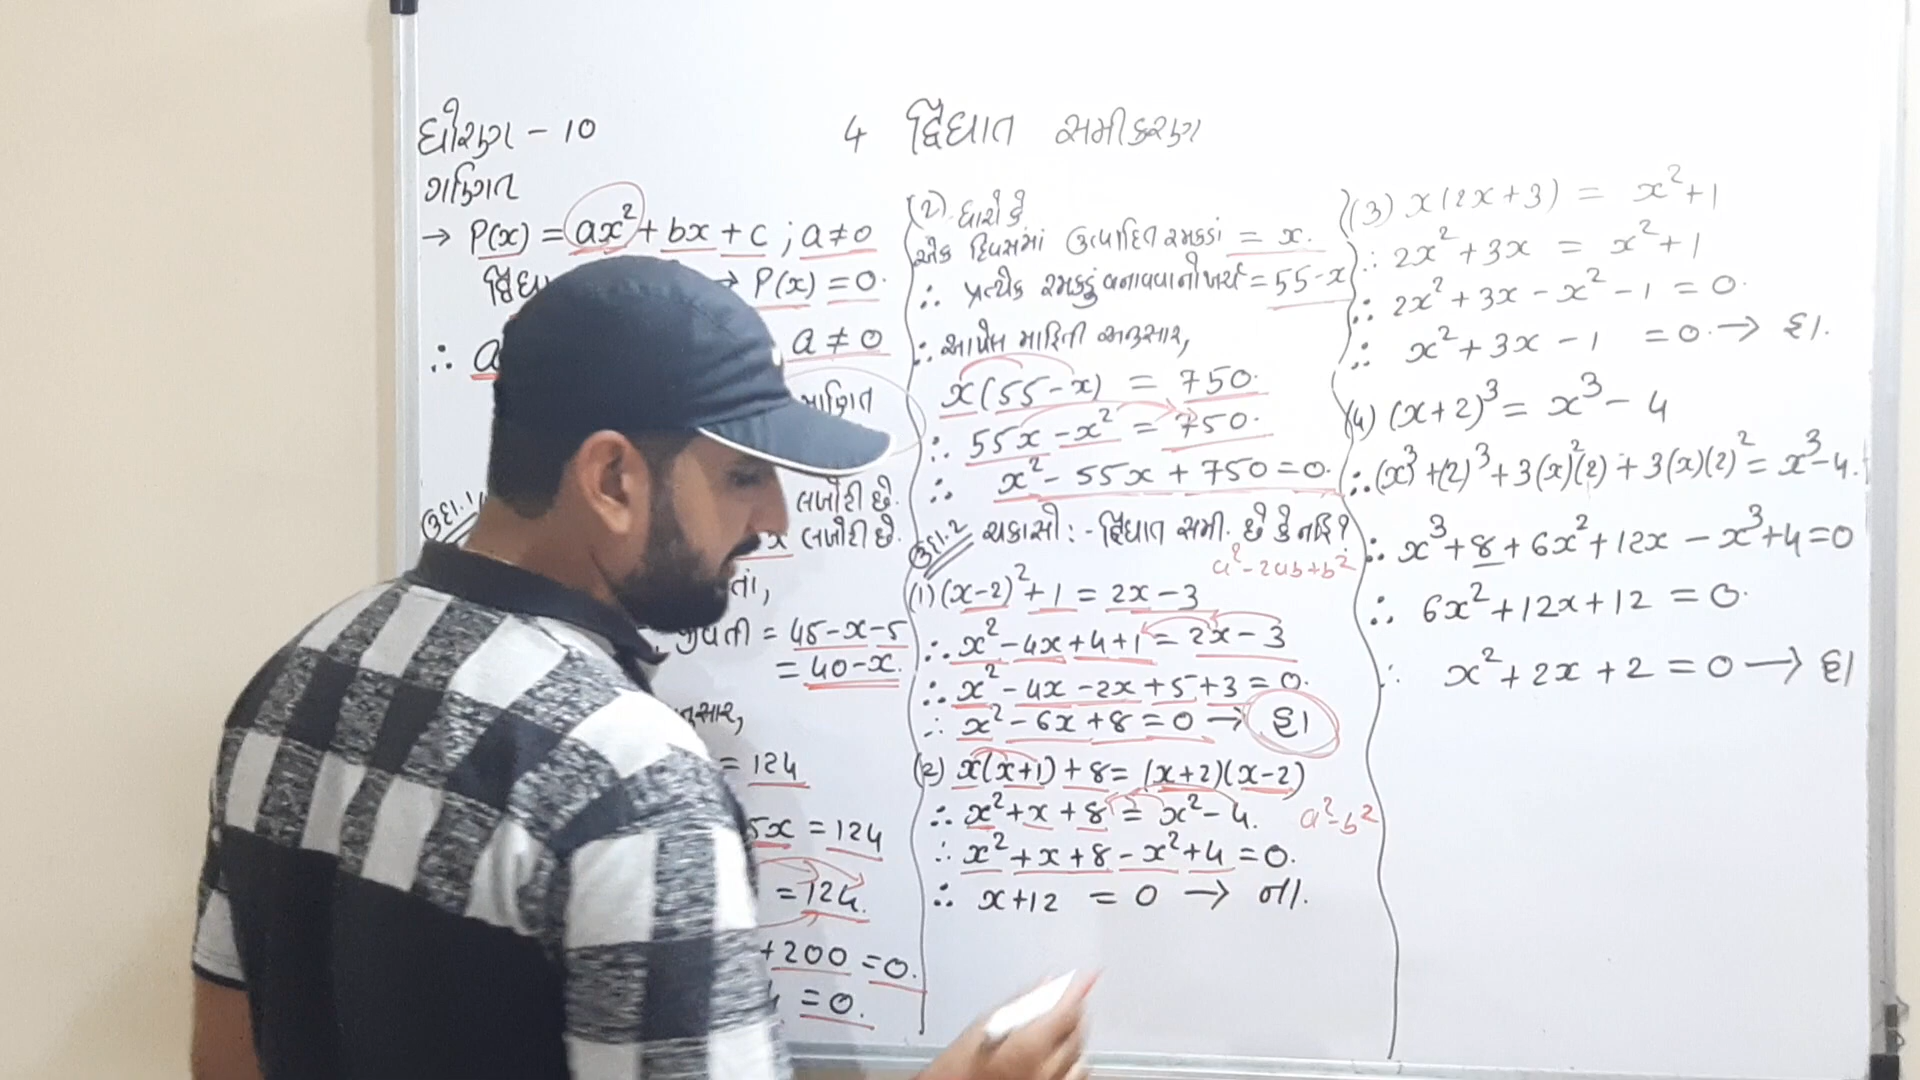 ધોરણ - 10
4 દ્વિઘાત સમીકરણ
ગણિત
→ P(x) = ax² + bx + c ; a ≠ 0
→ P(x) = 0.
∴ a
a ≠ 0
ઉદા.1
લખોટી છે.
x લખોટી છે.
= 45-x-5
= 40-x.
= 124
5x = 124
= 124.
+200 = 0.
= 0.
(2) ધારો કે
એક દિવસમાં ઉત્પાદિત રમકડાં = x.
∴ પ્રત્યેક રમકડું બનાવવાનો ખર્ચ = 55-x
∴ આપેલ માહિતી અનુસાર,
x(55-x) = 750.
∴ 55x - x² = 750.
∴ x² - 55x + 750 = 0.
ઉદા.2 ચકાસો :- દ્વિઘાત સમી. છે કે નહિ?
a²-2ab+b²
(1) (x-2)² + 1 = 2x - 3
∴ x² - 4x + 4 + 1 = 2x - 3
∴ x² - 4x - 2x + 5 + 3 = 0.
∴ x² - 6x + 8 = 0 → હા
(2) x(x+1) + 8 = (x+2)(x-2)
∴ x² + x + 8 = x² - 4. a²-b²
∴ x² + x + 8 - x² + 4 = 0.
∴ x+12 = 0 → ના.
(3) x(2x+3) = x²+1
∴ 2x² + 3x = x² + 1
∴ 2x² + 3x - x² - 1 = 0.
∴ x² + 3x - 1 = 0. → હા.
(4) (x+2)³ = x³ - 4
∴ (x³ + (2)³ + 3(x)²(2) + 3(x)(2)² = x³-4.
∴ x³ + 8 + 6x² + 12x - x³ + 4 = 0
∴ 6x² + 12x + 12 = 0.
∴ x² + 2x + 2 = 0 → હા